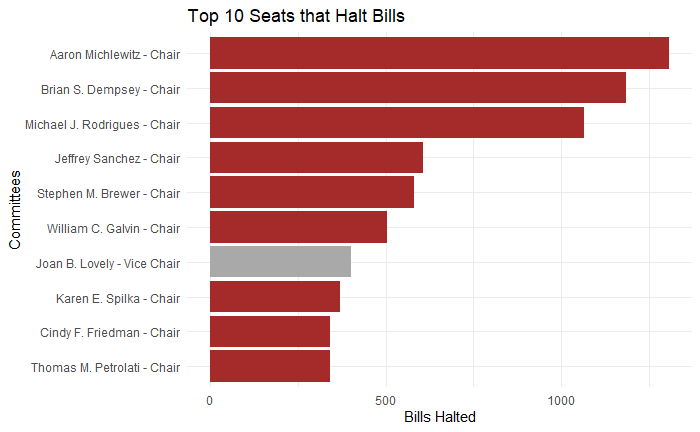 Top 10 Seats that Halt Bills
Aaron Michlewitz - Chair
Brian S. Dempsey - Chair
Michael J. Rodrigues - Chair
Jeffrey Sanchez - Chair
Stephen M. Brewer - Chair
William C. Galvin - Chair
Joan B. Lovely - Vice Chair
Karen E. Spilka - Chair
Cindy F. Friedman - Chair
Thomas M. Petrolati - Chair
Committees
0 500 1000
Bills Halted